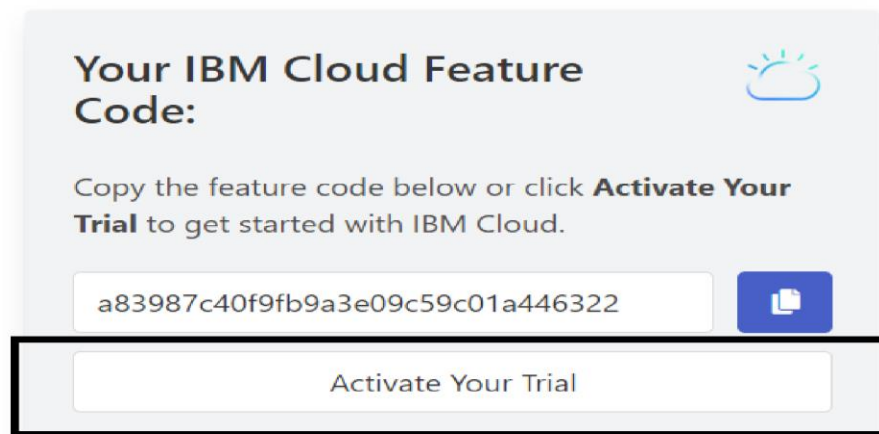 Your IBM Cloud Feature
Code:
Copy the feature code below or click Activate Your
Trial to get started with IBM Cloud.
a83987c40f9fb9a3e09c59c01a446322
Activate Your Trial